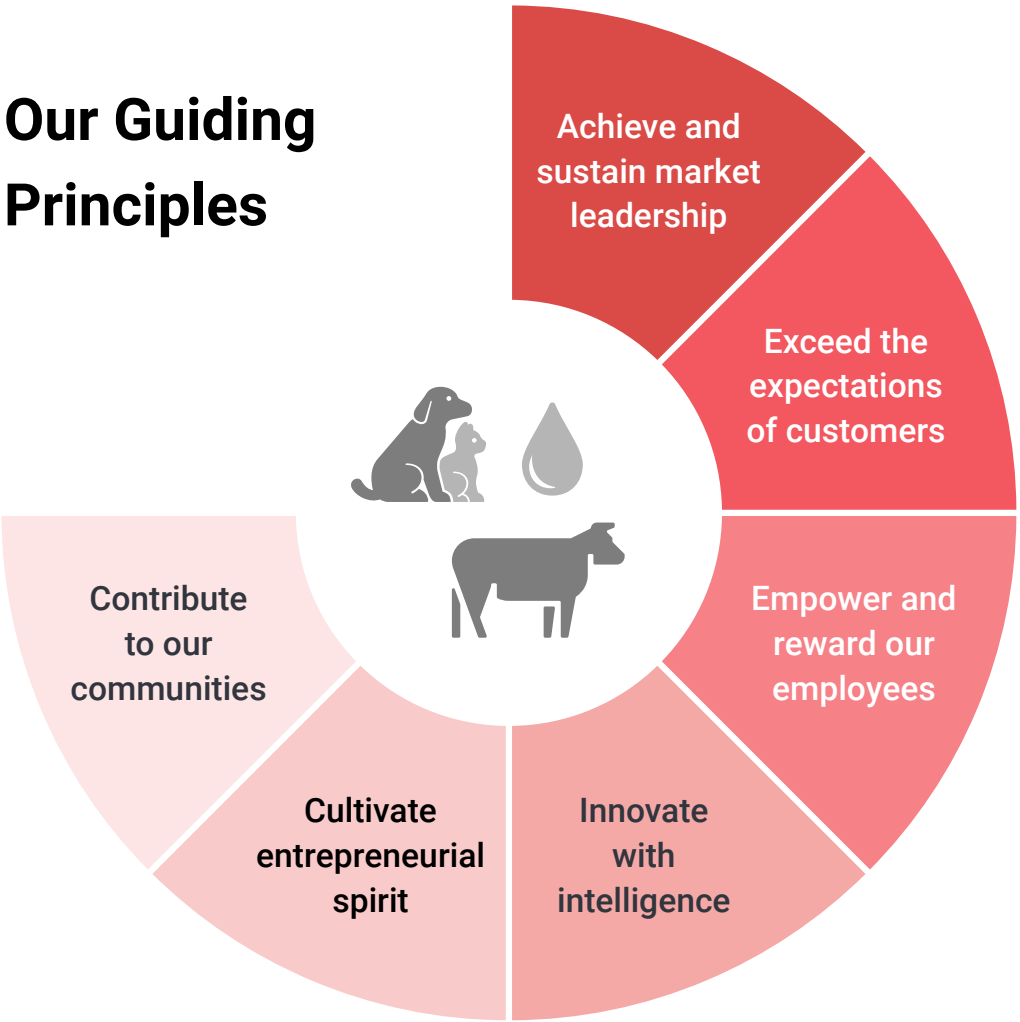 Our Guiding
Principles
Achieve and
sustain market
leadership
Exceed the
expectations
of customers
Empower and
reward our
employees
Innovate
with
intelligence
Cultivate
entrepreneurial
spirit
Contribute
to our
communities